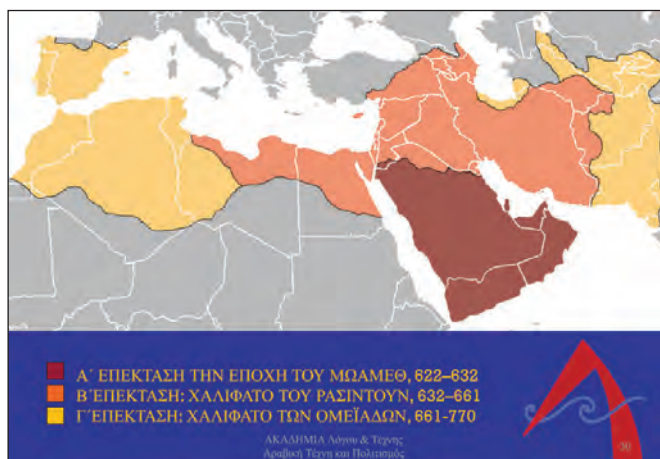 Α΄ ΕΠΕΚΤΑΣΗ ΤΗΝ ΕΠΟΧΗ ΤΟΥ ΜΩΑΜΕΘ, 622–632
Β΄ΕΠΕΚΤΑΣΗ: ΧΑΛΙΦΑΤΟ ΤΟΥ ΡΑΣΙΝΤΟΥΝ, 632–661
Γ΄ΕΠΕΚΤΑΣΗ: ΧΑΛΙΦΑΤΟ ΤΩΝ ΟΜΕΪΑΔΩΝ, 661-770
ΑΚΑΔΗΜΙΑ Λόγου & Τέχνης
Αραβική Τέχνη και Πολιτισμός
30